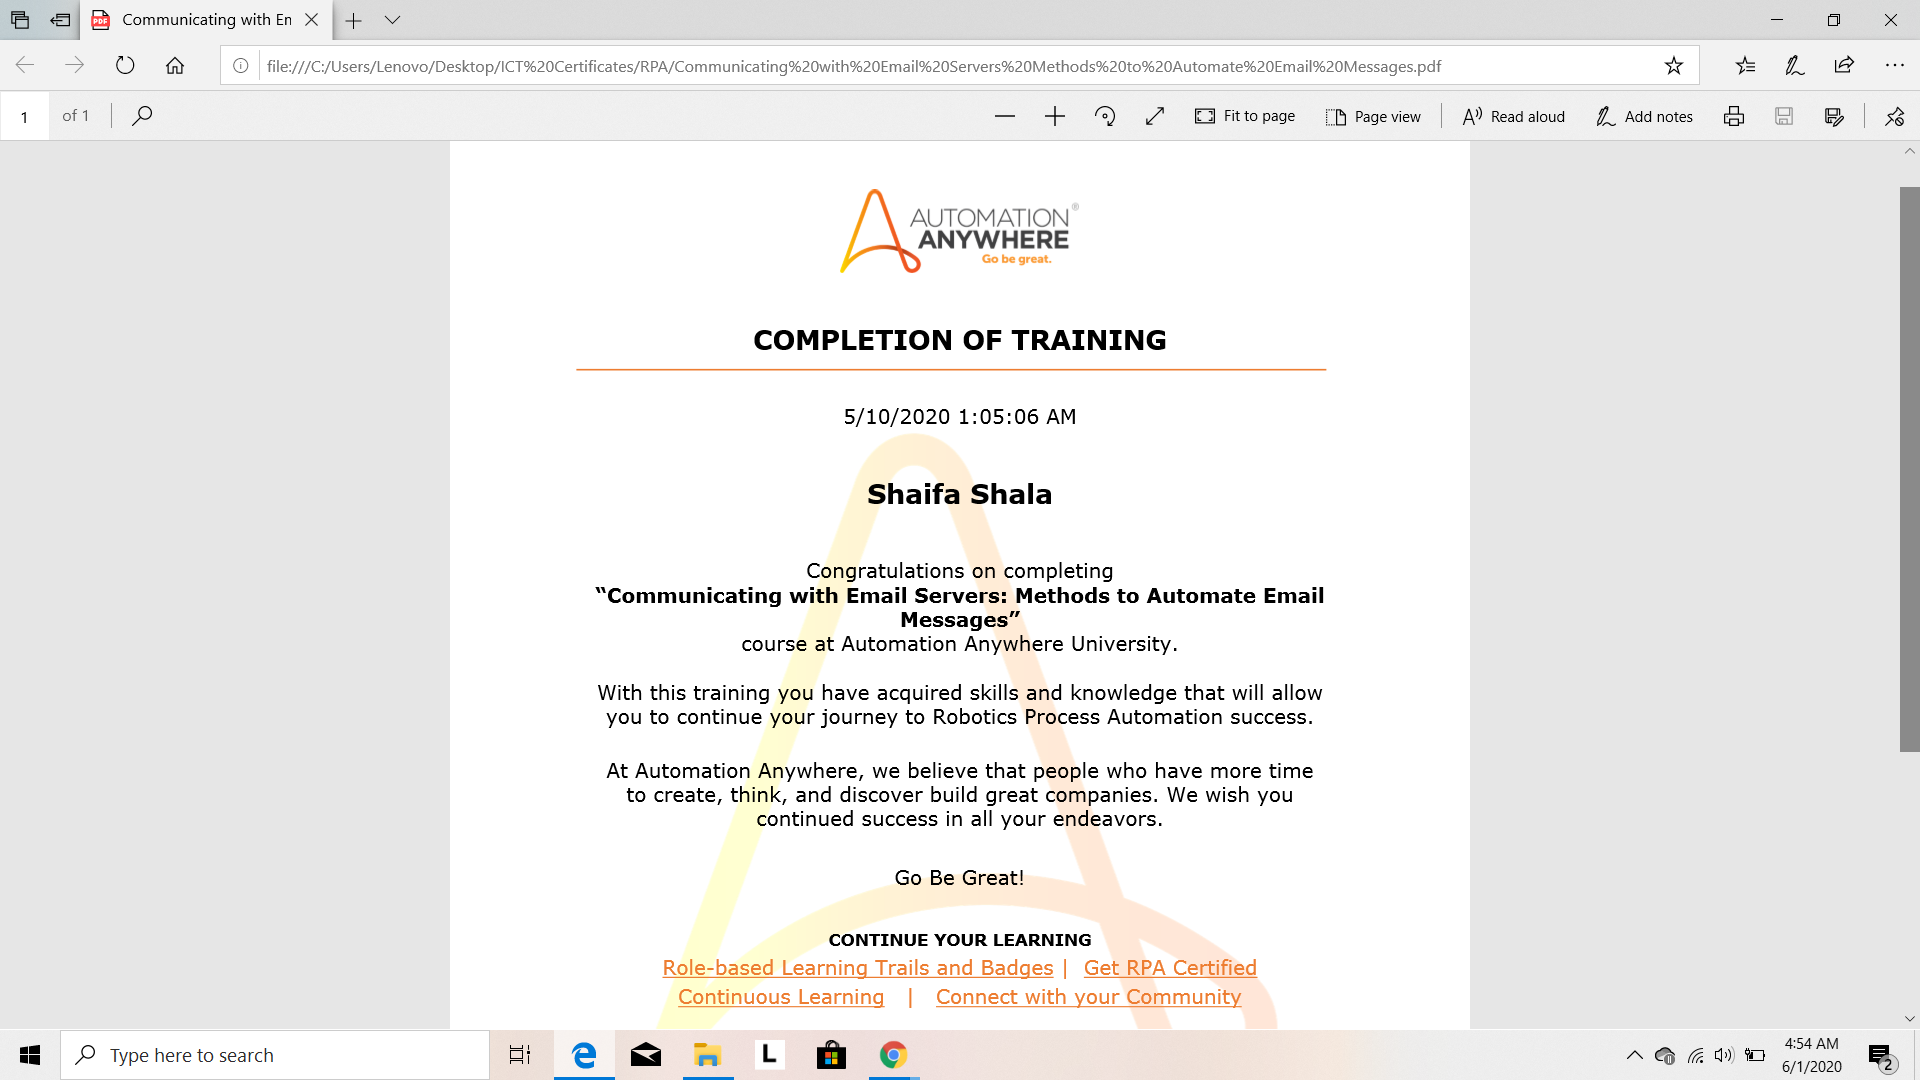 Communicating with En
file:///C:/Users/Lenovo/Desktop/ICT%20Certificates/RPA/Communicating%20with%20Email%20Servers%20Methods%20to%20Automate%20Email%20Messages.pdf
1 of 1 Fit to page Page view Read aloud Add notes
AUTOMATION®
ANYWHERE
Go be great.
COMPLETION OF TRAINING
5/10/2020 1:05:06 AM
Shaifa Shala
Congratulations on completing
“Communicating with Email Servers: Methods to Automate Email
Messages”
course at Automation Anywhere University.
With this training you have acquired skills and knowledge that will allow
you to continue your journey to Robotics Process Automation success.
At Automation Anywhere, we believe that people who have more time
to create, think, and discover build great companies. We wish you
continued success in all your endeavors.
Go Be Great!
CONTINUE YOUR LEARNING
Role-based Learning Trails and Badges | Get RPA Certified
Continuous Learning | Connect with your Community
Type here to search
L
4:54 AM
6/1/2020
2